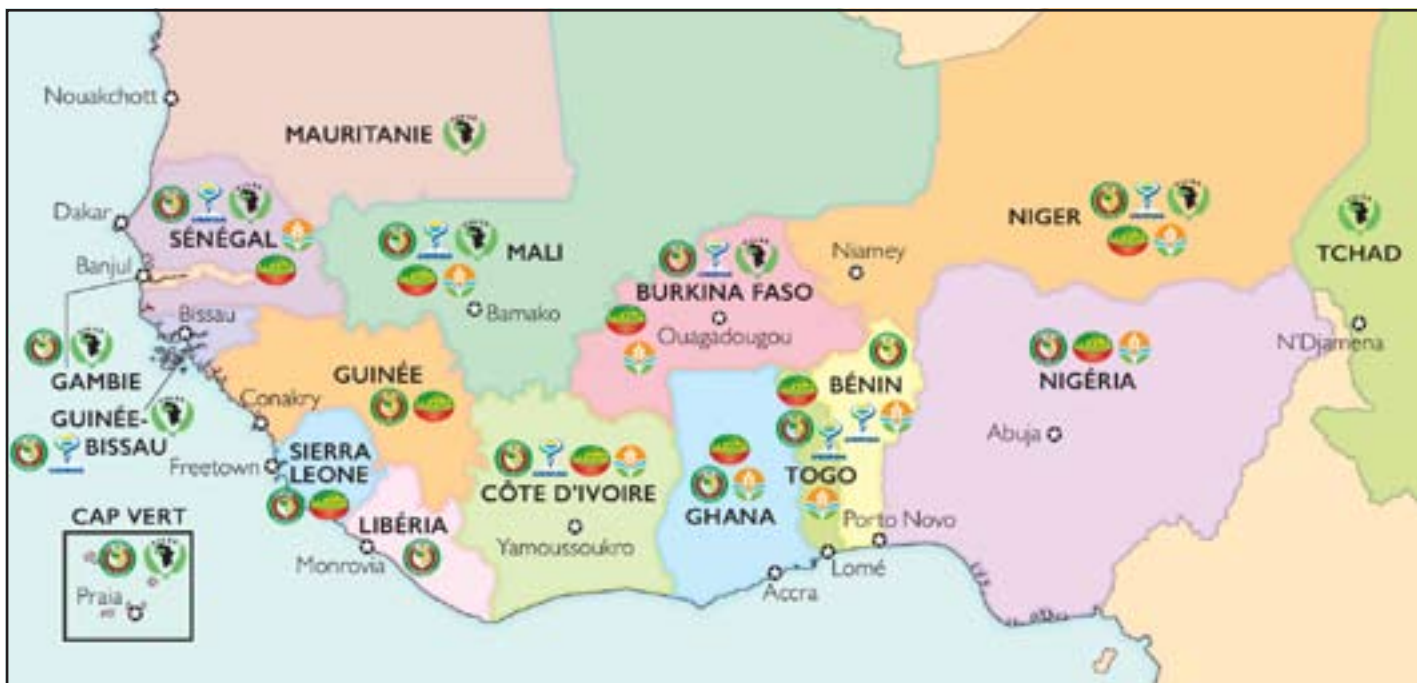 Nouakchott
MAURITANIE
Dakar
SÉNÉGAL
Banjul
MALI
Bamako
NIGER
Niamey
TCHAD
BURKINA FASO
Ouagadougou
Bissau
GAMBIE
GUINÉE-
BISSAU
GUINÉE
Conakry
BÉNIN
NIGÉRIA
N'Djamena
Abuja
Freetown
SIERRA
LEONE
CÔTE D'IVOIRE
Yamoussoukro
GHANA
TOGO
Porto Novo
LIBÉRIA
Monrovia
Lomé
Accra
CAP VERT
Praia